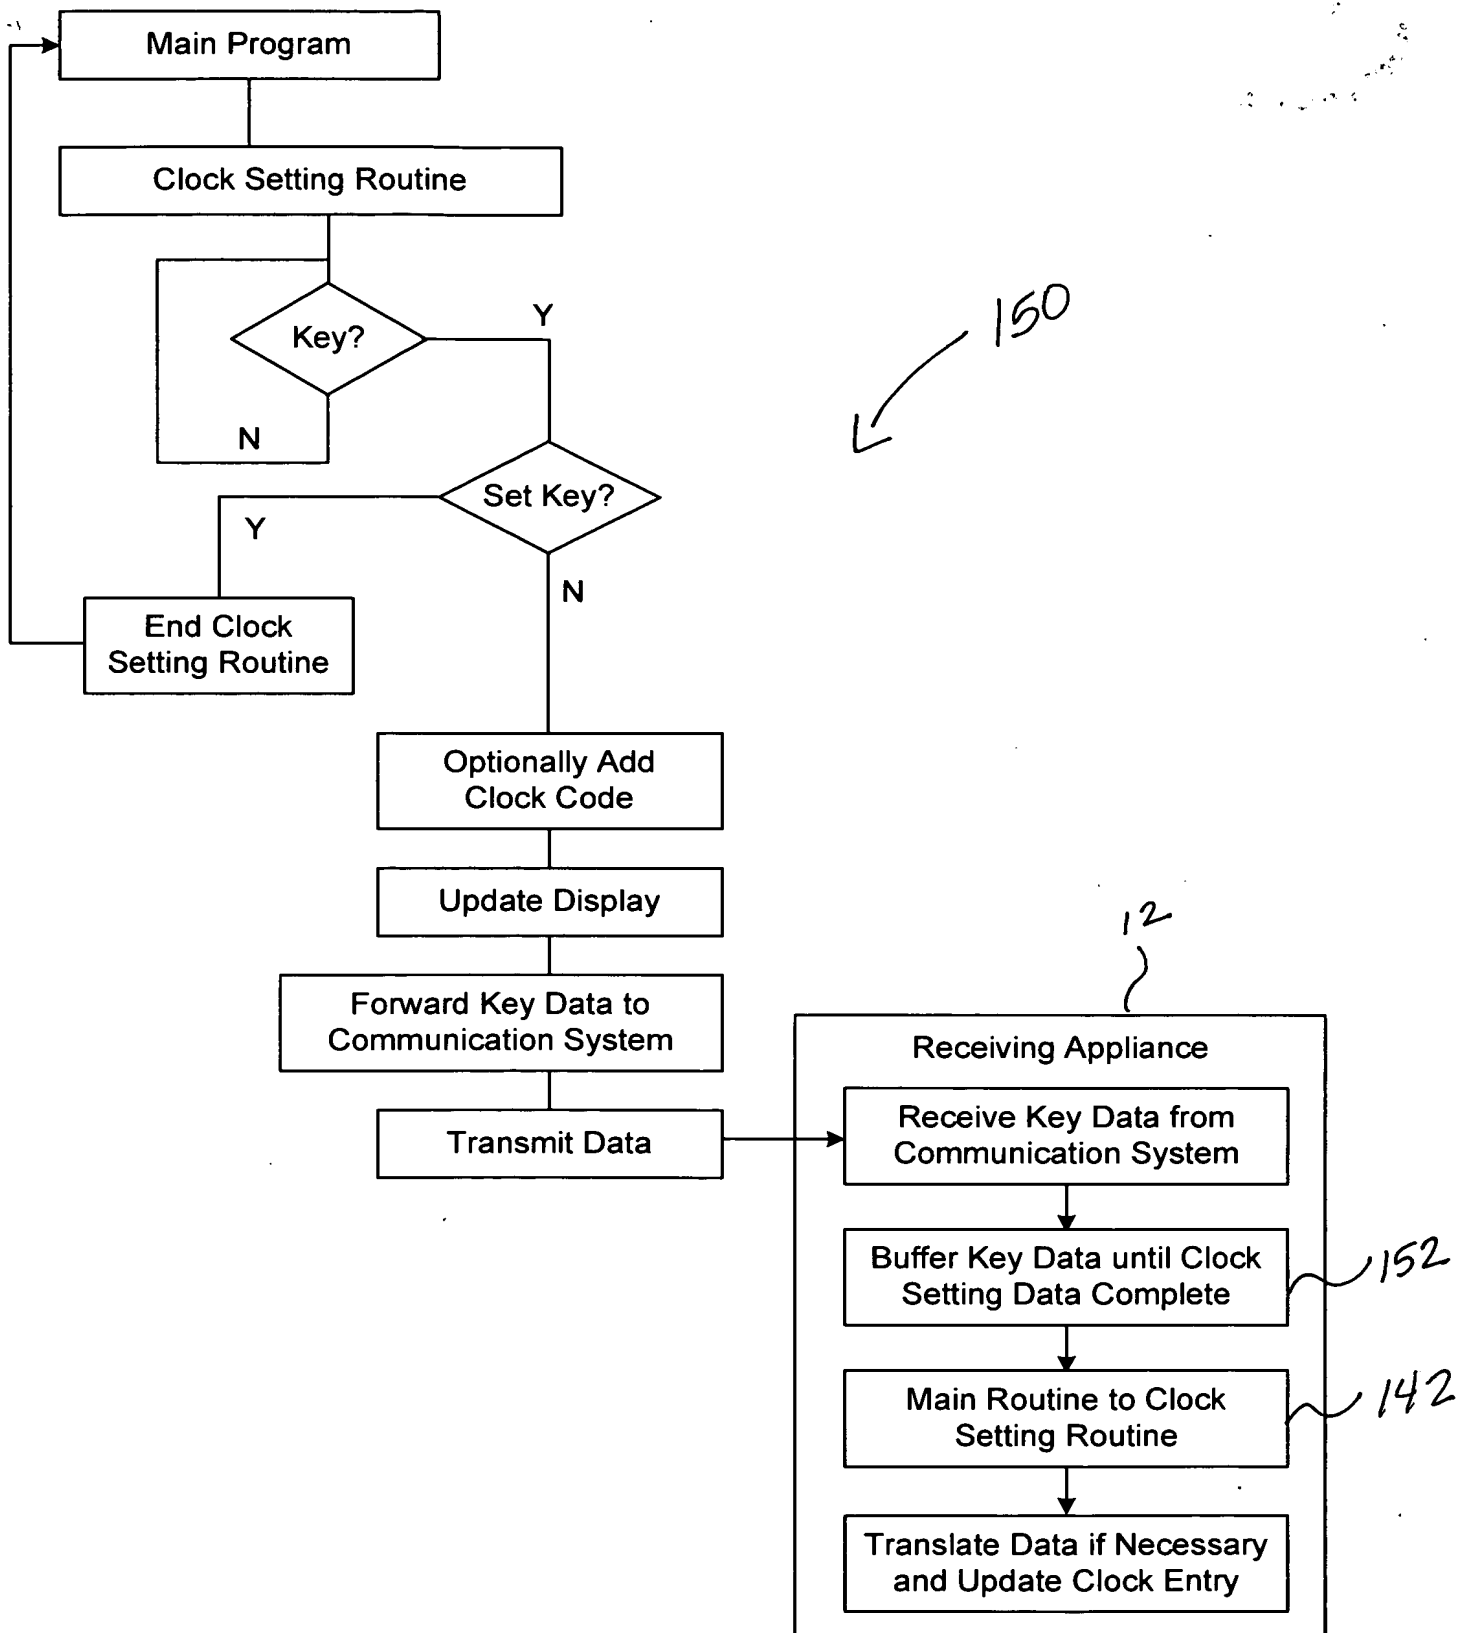 Main Program
Clock Setting Routine
Key?
Y
N
150
Set Key?
Y
N
End Clock
Setting Routine
Optionally Add
Clock Code
Update Display
Forward Key Data to
Communication System
Transmit Data
12
Receiving Appliance
Receive Key Data from
Communication System
Buffer Key Data until Clock
Setting Data Complete
152
Main Routine to Clock
Setting Routine
142
Translate Data if Necessary
and Update Clock Entry